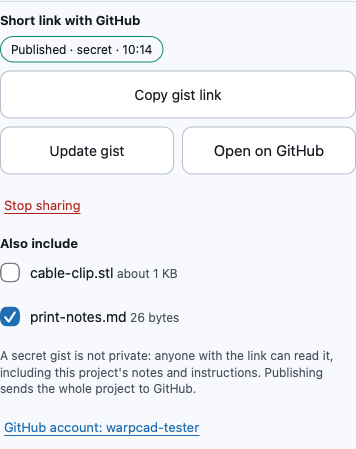 Short link with GitHub
Published · secret · 10:14
Copy gist link
Update gist
Open on GitHub
Stop sharing
Also include
cable-clip.stl about 1 KB
print-notes.md 26 bytes
A secret gist is not private: anyone with the link can read it,
including this project's notes and instructions. Publishing
sends the whole project to GitHub.
GitHub account: warpcad-tester